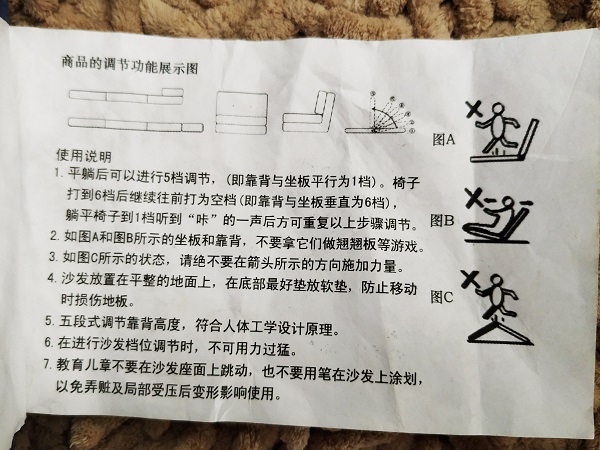 商品的调节功能展示图
图A
使用说明
1. 平躺后可以进行5档调节，(即靠背与坐板平行为1档)。椅子
打到6档后继续往前打为空档(即靠背与坐板垂直为6档)，
躺平椅子到1档听到“咔”的一声后方可重复以上步骤调节。
图B
2. 如图A和图B所示的坐板和靠背，不要拿它们做翘翘板等游戏。
3. 如图C所示的状态，请绝不要在箭头所示的方向施加力量。
4. 沙发放置在平整的地面上，在底部最好垫放软垫，防止移动
时损伤地板。
图C
5. 五段式调节靠背高度，符合人体工学设计原理。
6. 在进行沙发档位调节时，不可用力过猛。
7. 教育儿童不要在沙发座面上跳动，也不要用笔在沙发上涂划，
以免弄脏及局部受压后变形影响使用。